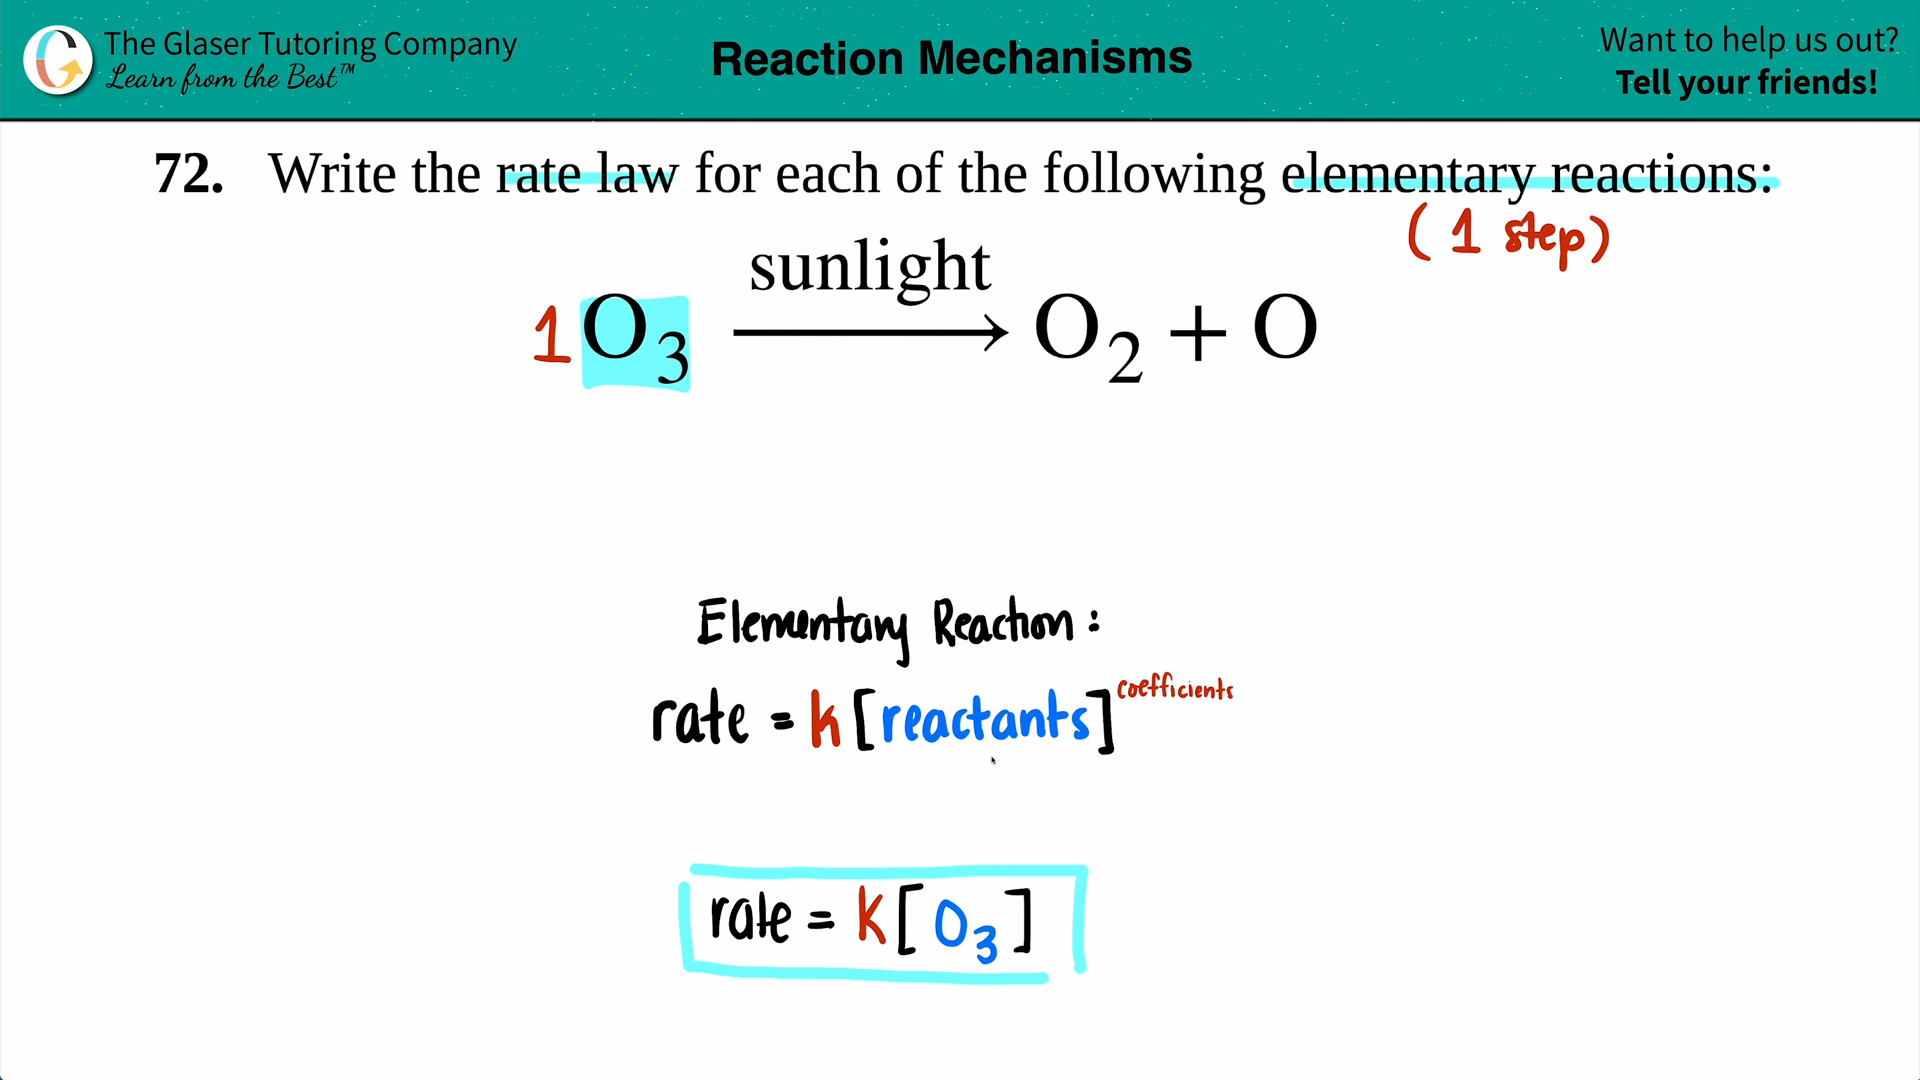 The Glaser Tutoring Company
Learn from the Best™
Reaction Mechanisms
Want to help us out?
Tell your friends!
72. Write the rate law for each of the following elementary reactions:
(1 step)
sunlight
1O₃ ⟶ O₂ + O
Elementary Reaction:
rate = k[reactants]^coefficients
rate = k[O₃]